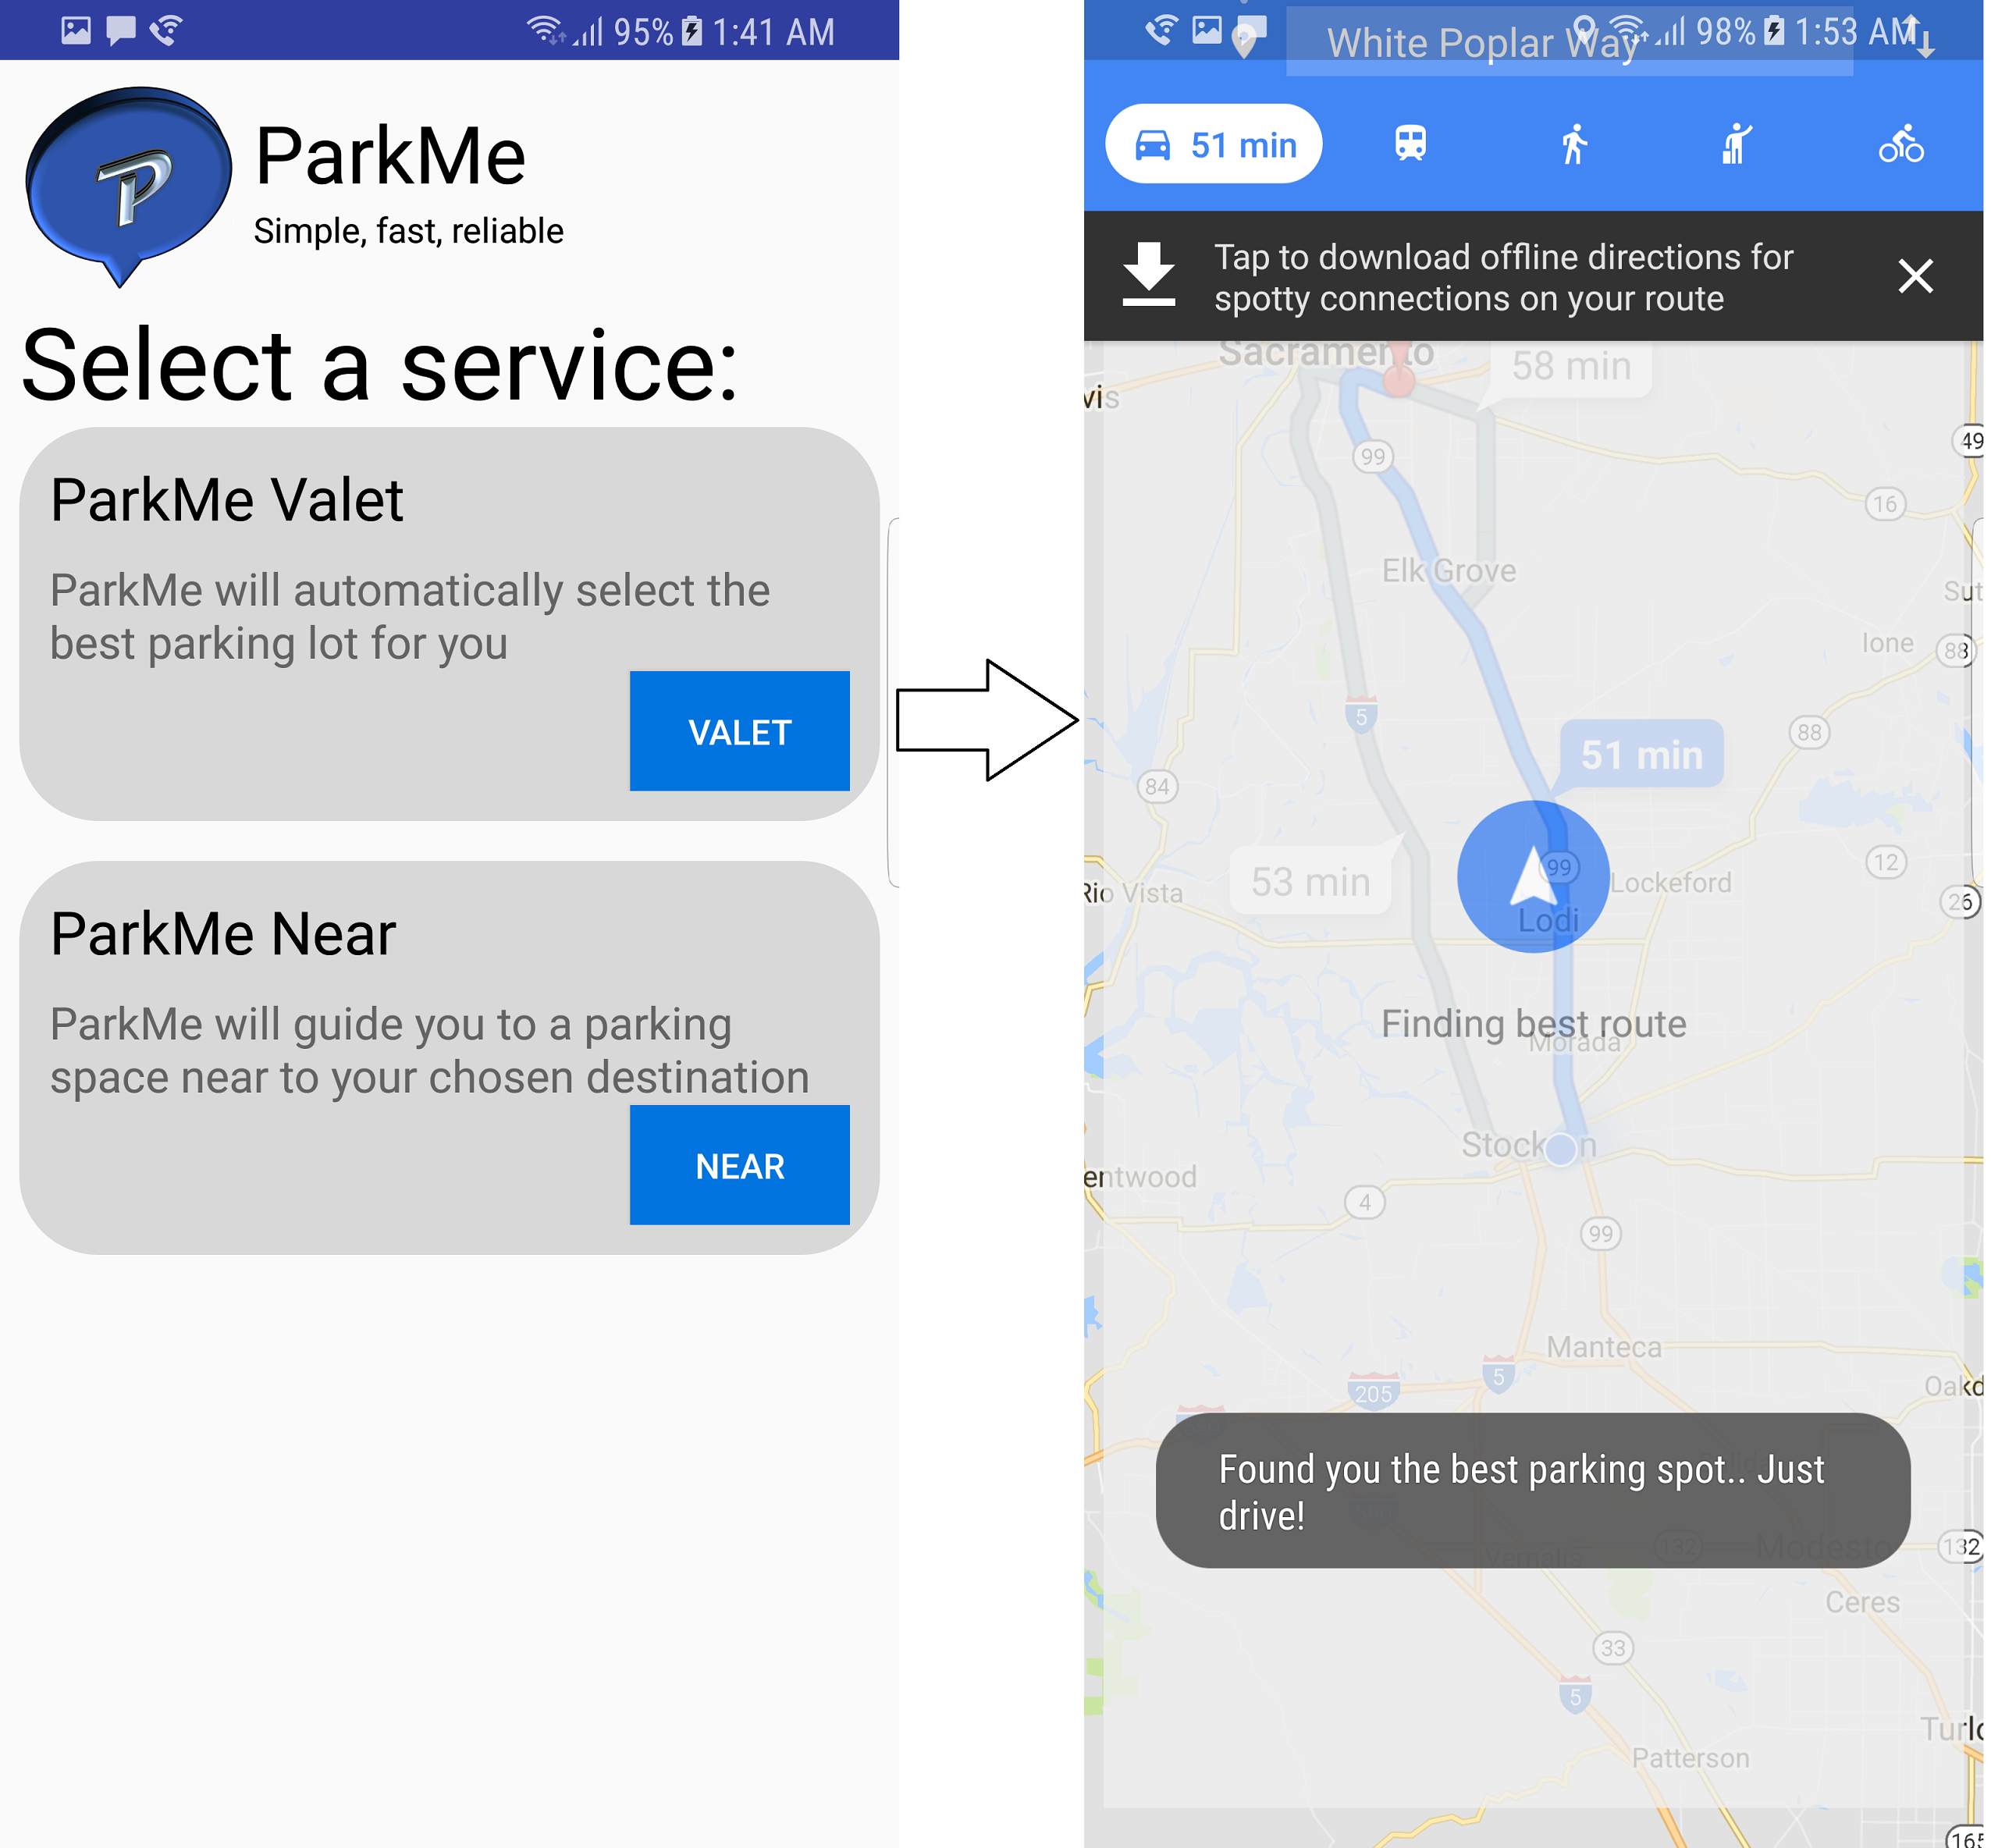 95% 1:41 AM
P
ParkMe
Simple, fast, reliable
Select a service:
ParkMe Valet
ParkMe will automatically select the
best parking lot for you
VALET
ParkMe Near
ParkMe will guide you to a parking
space near to your chosen destination
NEAR
98% 1:53 AM
White Poplar Way
51 min
Tap to download offline directions for
spotty connections on your route
Sacramento
58 min
vis
49
99
16
Elk Grove
Sut
Ione
88
5
88
51 min
84
99
12
53 min
Lockeford
Rio Vista
26
Lodi
Finding best route
Morada
Stock n
entwood
4
99
Manteca
5
205
Oakd
Found you the best parking spot.. Just
drive!
Vernalis
132
Modesto
132
Ceres
33
5
Turlo
Patterson
165